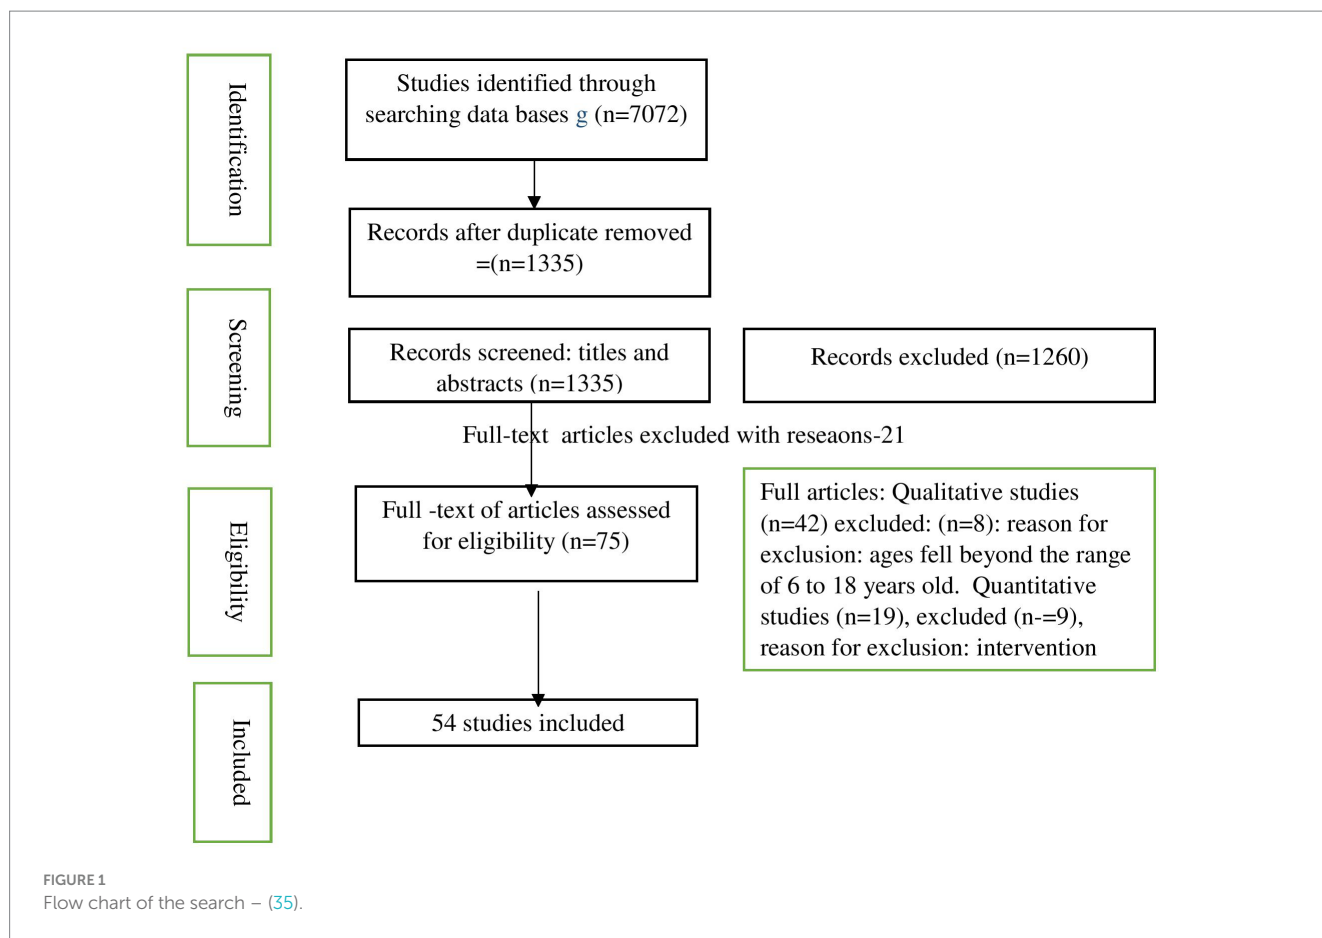 Identification
Studies identified through
searching data bases g (n=7072)
Records after duplicate removed
=(n=1335)
Screening
Records screened: titles and
abstracts (n=1335)
Records excluded (n=1260)
Full-text articles excluded with reseaons-21
Eligibility
Full -text of articles assessed
for eligibility (n=75)
Full articles: Qualitative studies
(n=42) excluded: (n=8): reason for
exclusion: ages fell beyond the range
of 6 to 18 years old. Quantitative
studies (n=19), excluded (n-=9),
reason for exclusion: intervention
Included
54 studies included
FIGURE 1
Flow chart of the search – (35).